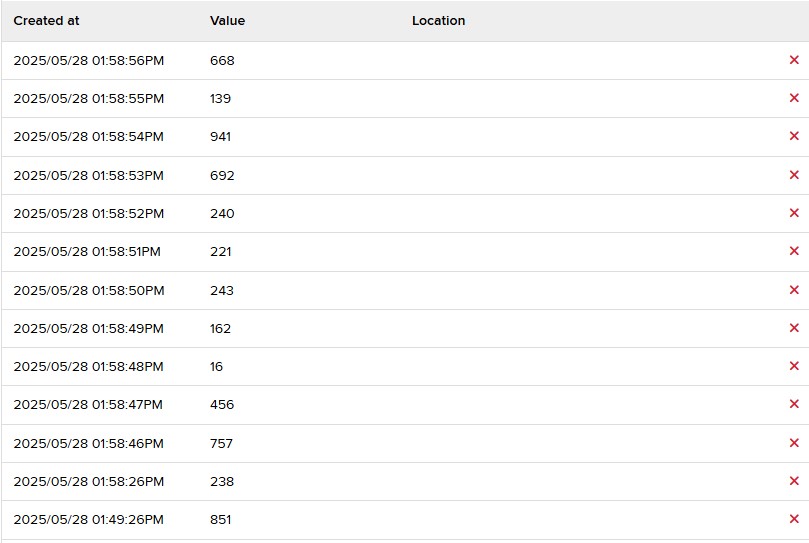 Created at Value Location
2025/05/28 01:58:56PM 668
2025/05/28 01:58:55PM 139
2025/05/28 01:58:54PM 941
2025/05/28 01:58:53PM 692
2025/05/28 01:58:52PM 240
2025/05/28 01:58:51PM 221
2025/05/28 01:58:50PM 243
2025/05/28 01:58:49PM 162
2025/05/28 01:58:48PM 16
2025/05/28 01:58:47PM 456
2025/05/28 01:58:46PM 757
2025/05/28 01:58:26PM 238
2025/05/28 01:49:26PM 851